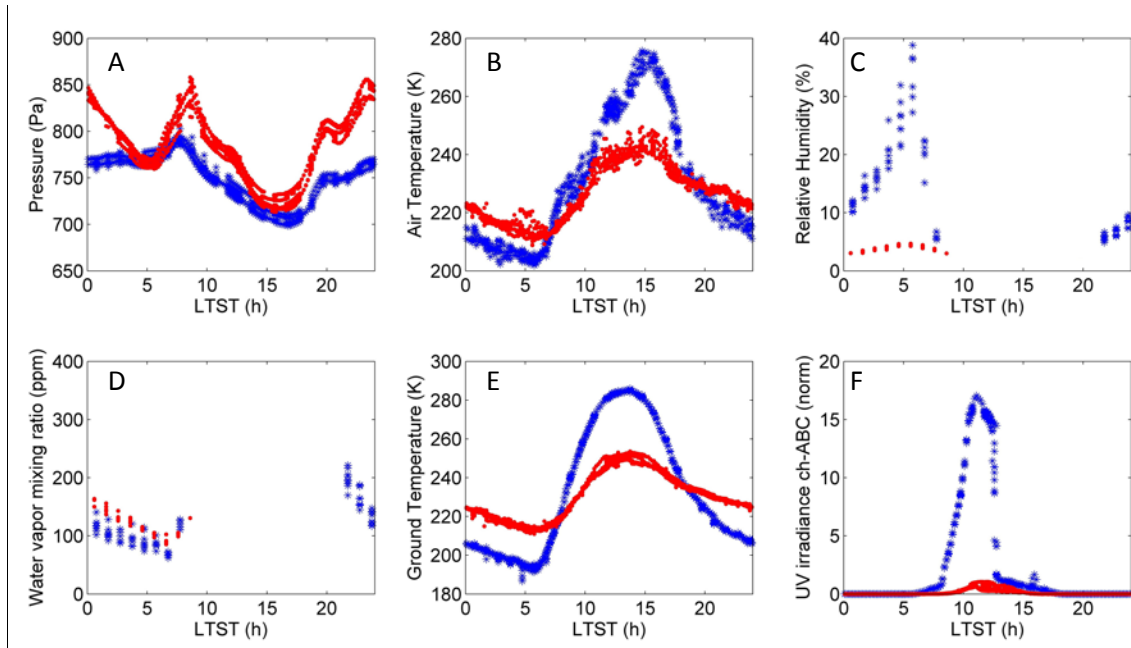 A
Pressure (Pa)
900
850
800
750
700
650
0 5 10 15 20
LTST (h)
B
Air Temperature (K)
280
260
240
220
200
0 5 10 15 20
LTST (h)
C
Relative Humidity (%)
40
30
20
10
0
0 5 10 15 20
LTST (h)
D
Water vapor mixing ratio (ppm)
400
300
200
100
0
0 5 10 15 20
LTST (h)
E
Ground Temperature (K)
300
280
260
240
220
200
180
0 5 10 15 20
LTST (h)
F
UV irradiance ch-ABC (norm)
20
15
10
5
0
0 5 10 15 20
LTST (h)